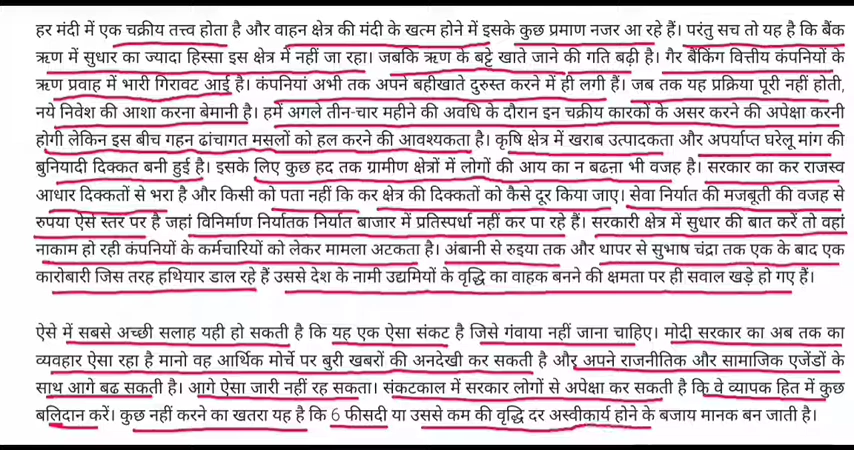 हर मंदी में एक चक्रीय तत्त्व होता है और वाहन क्षेत्र की मंदी के खत्म होने में इसके कुछ प्रमाण नजर आ रहे हैं। परंतु सच तो यह है कि बैंक
ऋण में सुधार का ज्यादा हिस्सा इस क्षेत्र में नहीं जा रहा। जबकि ऋण के बट्टे खाते जाने की गति बढ़ी है। गैर बैंकिंग वित्तीय कंपनियों के
ऋण प्रवाह में भारी गिरावट आई है। कंपनियां अभी तक अपने बहीखाते दुरुस्त करने में ही लगी हैं। जब तक यह प्रक्रिया पूरी नहीं होती,
नये निवेश की आशा करना बेमानी है। हमें अगले तीन-चार महीने की अवधि के दौरान इन चक्रीय कारकों के असर करने की अपेक्षा करनी
होगी लेकिन इस बीच गहन ढांचागत मसलों को हल करने की आवश्यकता है। कृषि क्षेत्र में खराब उत्पादकता और अपर्याप्त घरेलू मांग की
बुनियादी दिक्कत बनी हुई है। इसके लिए कुछ हद तक ग्रामीण क्षेत्रों में लोगों की आय का न बढऩा भी वजह है। सरकार का कर राजस्व
आधार दिक्कतों से भरा है और किसी को पता नहीं कि कर क्षेत्र की दिक्कतों को कैसे दूर किया जाए। सेवा निर्यात की मजबूती की वजह से
रुपया ऐसे स्तर पर है जहां विनिर्माण निर्यातक निर्यात बाजार में प्रतिस्पर्धा नहीं कर पा रहे हैं। सरकारी क्षेत्र में सुधार की बात करें तो वहां
नाकाम हो रही कंपनियों के कर्मचारियों को लेकर मामला अटकता है। अंबानी से रुइया तक और थापर से सुभाष चंद्रा तक एक के बाद एक
कारोबारी जिस तरह हथियार डाल रहे हैं उससे देश के नामी उद्यमियों के वृद्धि का वाहक बनने की क्षमता पर ही सवाल खड़े हो गए हैं।
ऐसे में सबसे अच्छी सलाह यही हो सकती है कि यह एक ऐसा संकट है जिसे गंवाया नहीं जाना चाहिए। मोदी सरकार का अब तक का
व्यवहार ऐसा रहा है मानो वह आर्थिक मोर्चे पर बुरी खबरों की अनदेखी कर सकती है और अपने राजनीतिक और सामाजिक एजेंडों के
साथ आगे बढ सकती है। आगे ऐसा जारी नहीं रह सकता। संकटकाल में सरकार लोगों से अपेक्षा कर सकती है कि वे व्यापक हित में कुछ
बलिदान करें। कुछ नहीं करने का खतरा यह है कि 6 फीसदी या उससे कम की वृद्धि दर अस्वीकार्य होने के बजाय मानक बन जाती है।